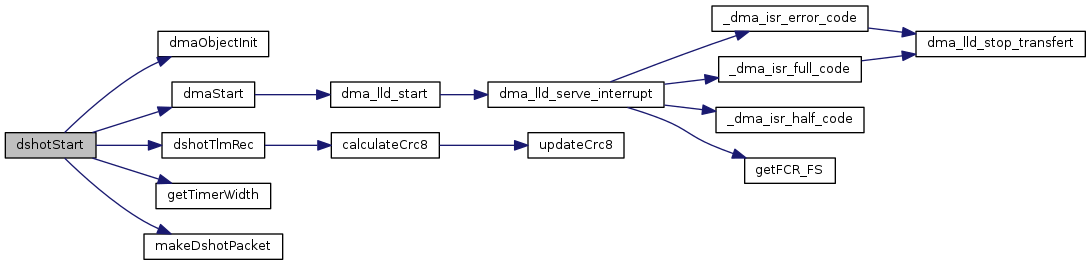 dshotStart
dmaObjectInit
dmaStart
dshotTlmRec
getTimerWidth
makeDshotPacket
dma_lld_start
calculateCrc8
dma_lld_serve_interrupt
updateCrc8
_dma_isr_error_code
_dma_isr_full_code
_dma_isr_half_code
getFCR_FS
dma_lld_stop_transfert